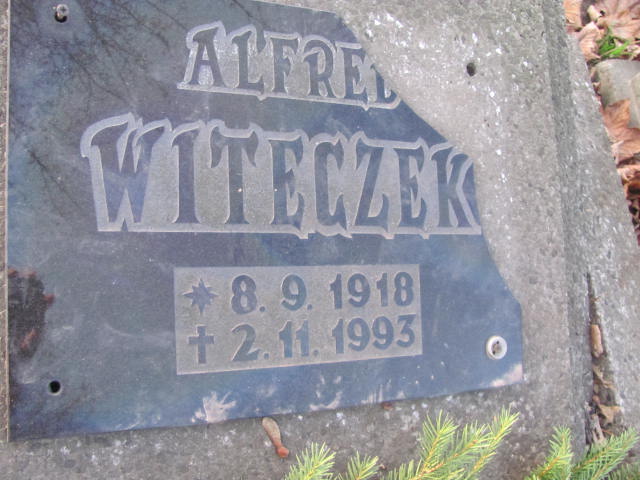 ALFRED
WITECZEK
* 8. 9. 1918
✝ 2. 11. 1993